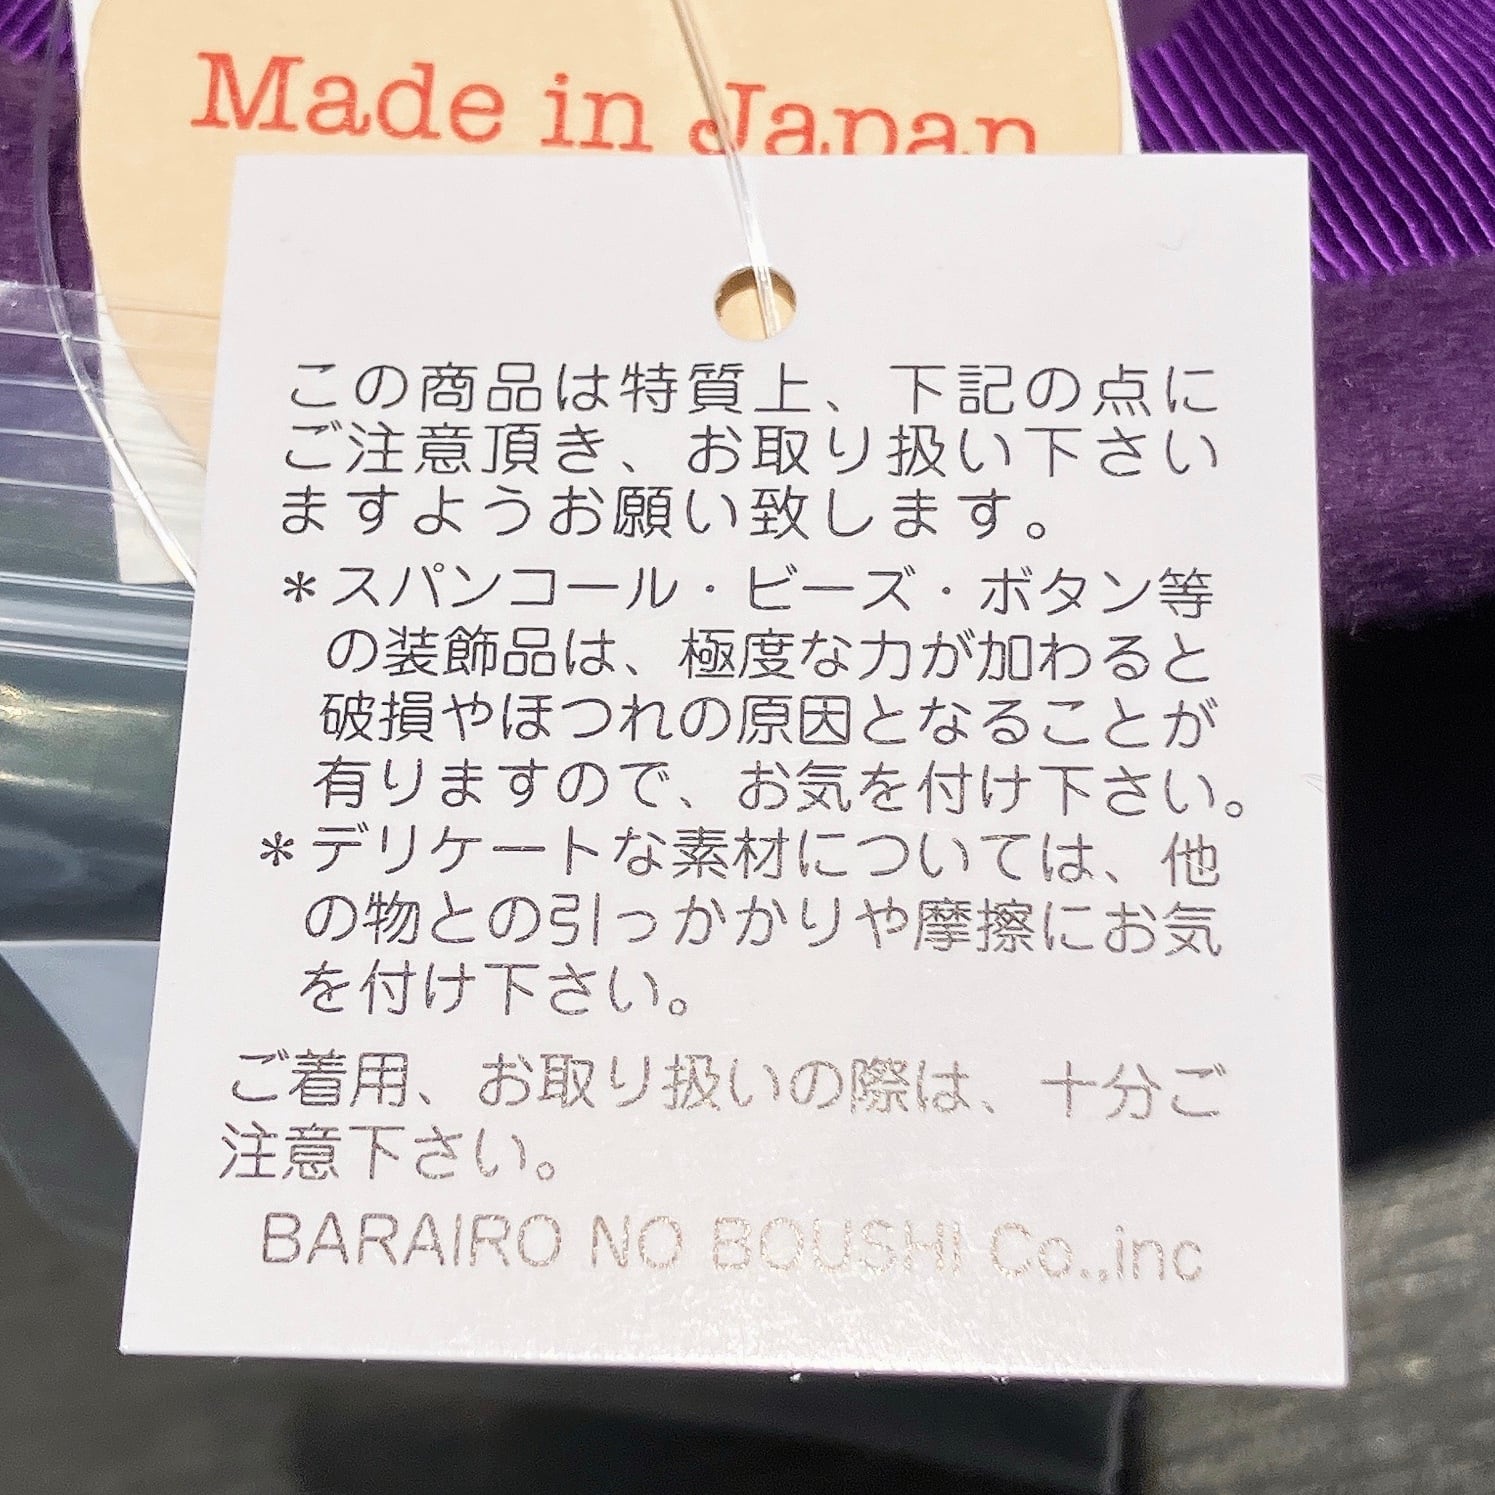 Made in Japan
この商品は特質上、下記の点に
ご注意頂き、お取り扱い下さい
ますようお願い致します。
＊スパンコール・ビーズ・ボタン等
の装飾品は、極度な力が加わると
破損やほつれの原因となることが
有りますので、お気を付け下さい。
＊デリケートな素材については、他
の物との引っかかりや摩擦にお気
を付け下さい。
ご着用、お取り扱いの際は、十分ご
注意下さい。
BARAIRO NO BOUSHI Co.,inc